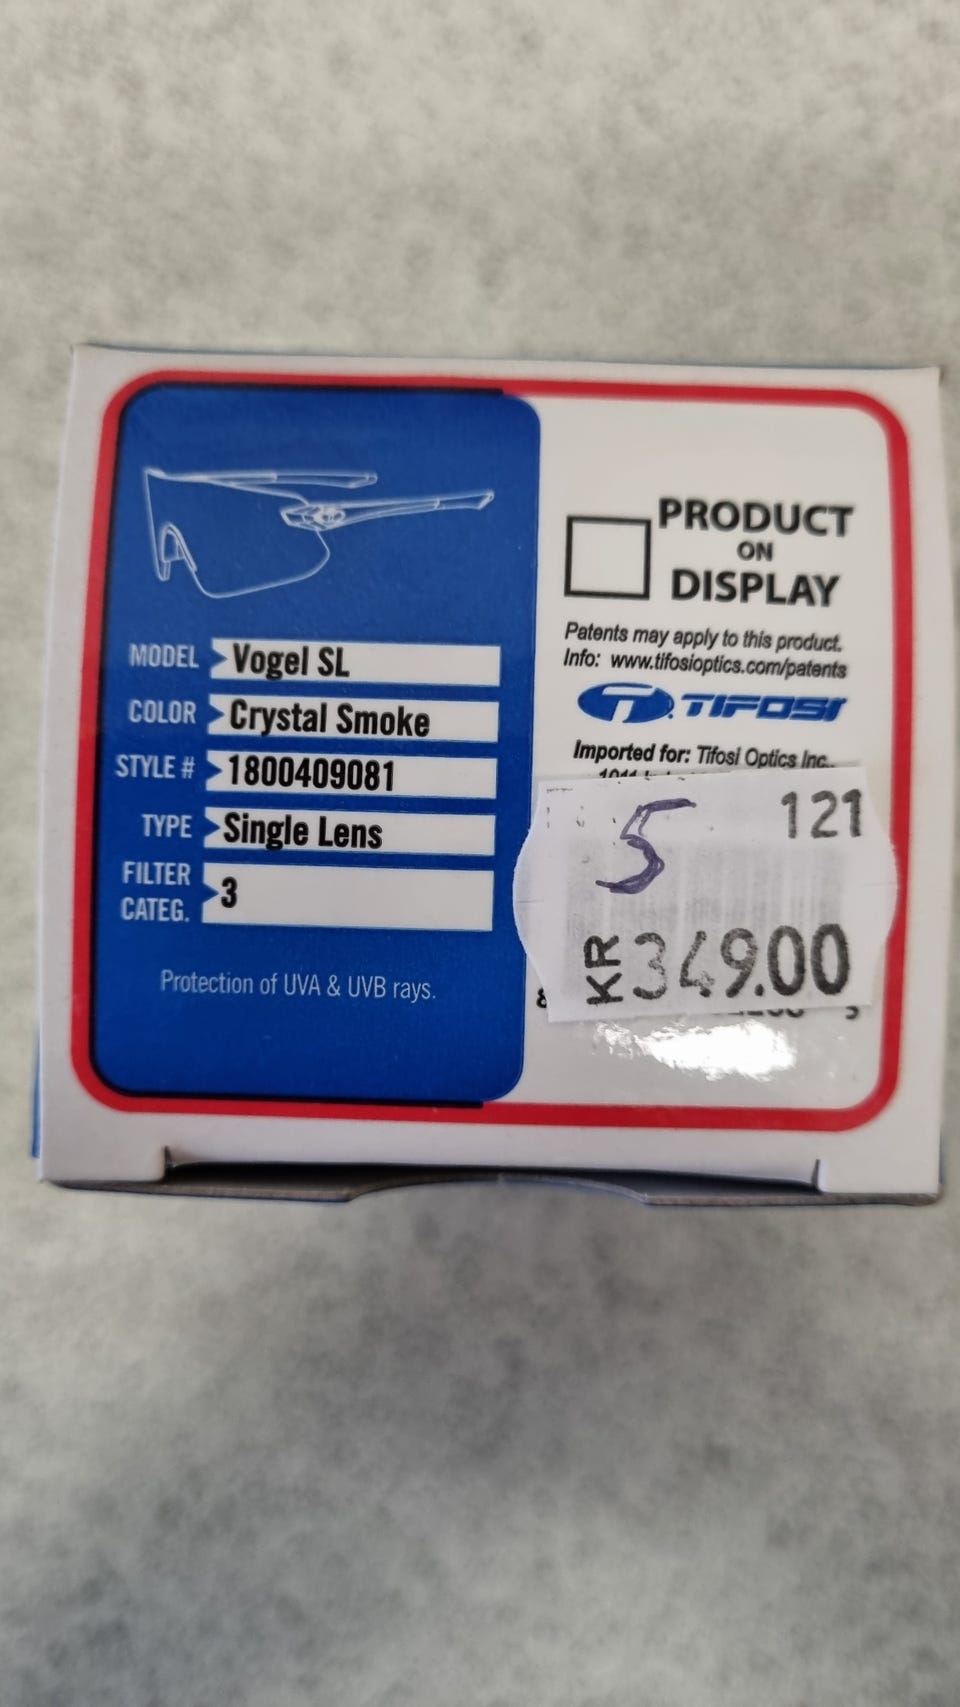 MODEL Vogel SL
COLOR Crystal Smoke
STYLE # 1800409081
TYPE Single Lens
FILTER
CATEG. 3
Protection of UVA & UVB rays.
PRODUCT
ON
DISPLAY
Patents may apply to this product.
Info: www.tifosioptics.com/patents
T TIFOSI
Imported for: Tifosi Optics Inc.
5 121
KR 349.00